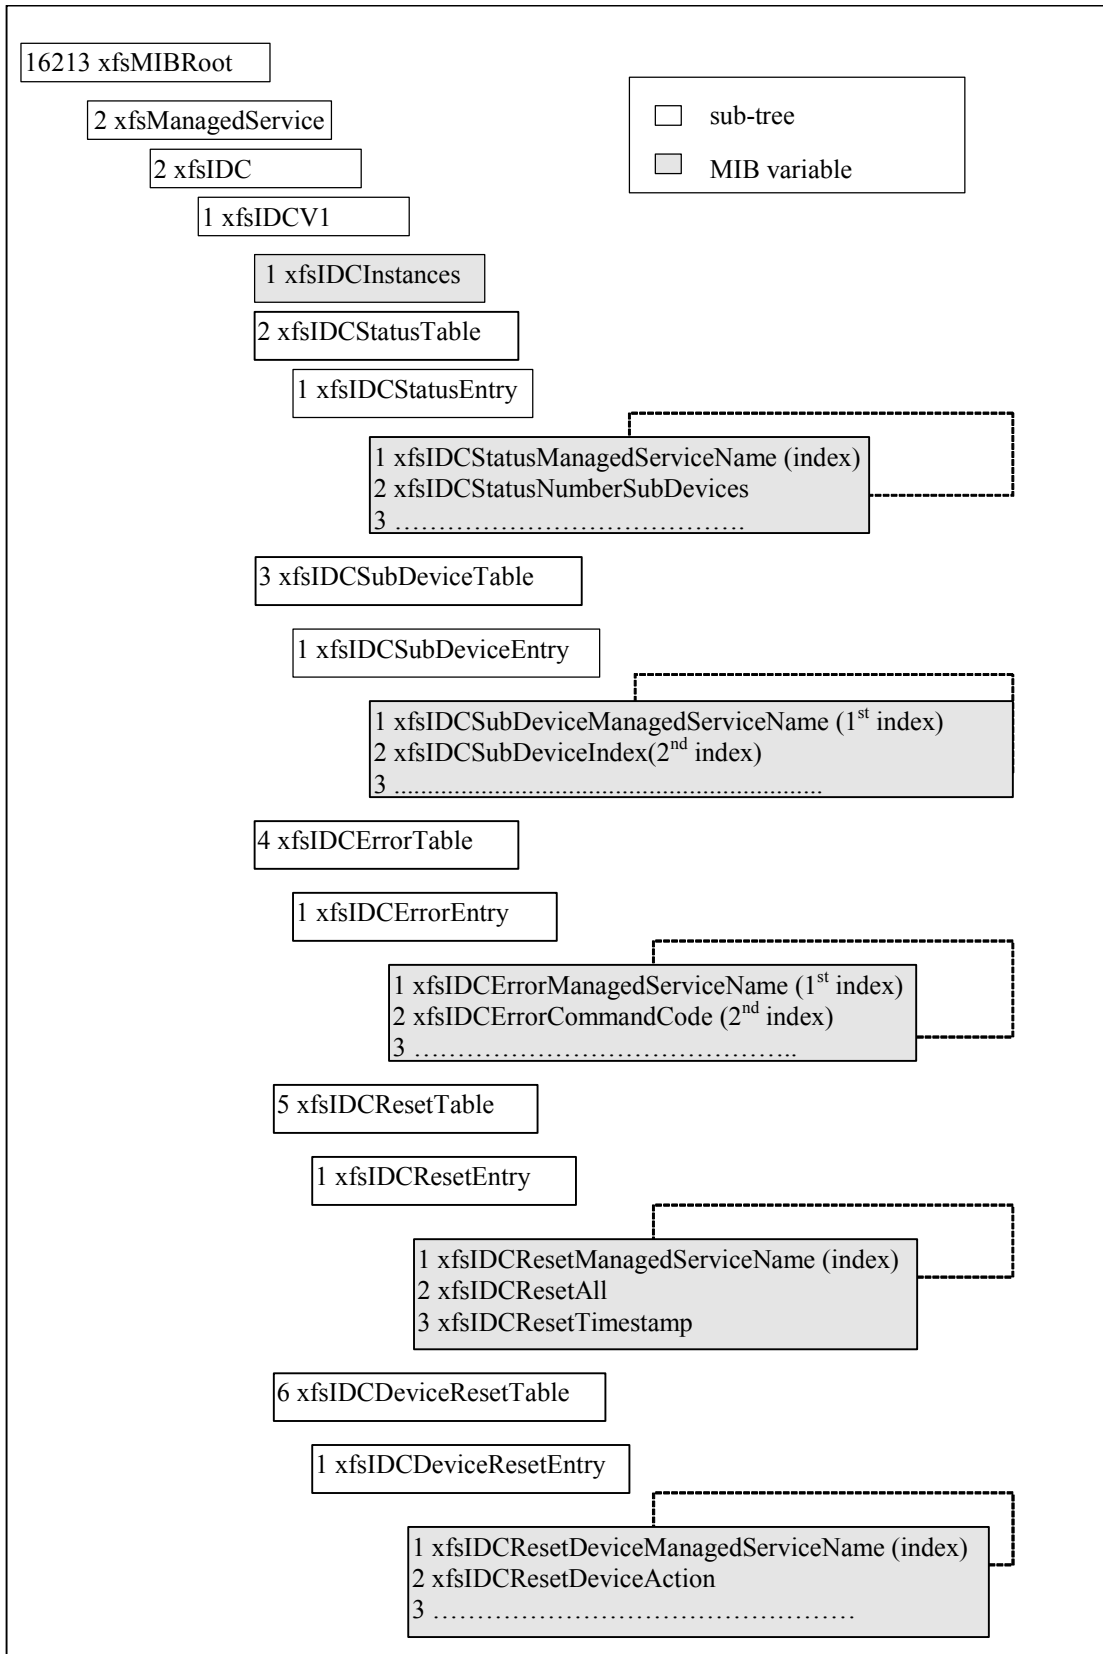 16213 xfsMIBRoot
2 xfsManagedService
sub-tree
2 xfsIDC
MIB variable
1 xfsIDCV1
1 xfsIDCInstances
2 xfsIDCStatusTable
1 xfsIDCStatusEntry
1 xfsIDCStatusManagedServiceName (index)
2 xfsIDCStatusNumberSubDevices
3 …………………………………
3 xfsIDCSubDeviceTable
1 xfsIDCSubDeviceEntry
1 xfsIDCSubDeviceManagedServiceName (1st index)
2 xfsIDCSubDeviceIndex(2nd index)
3 ................................................................
4 xfsIDCErrorTable
1 xfsIDCErrorEntry
1 xfsIDCErrorManagedServiceName (1st index)
2 xfsIDCErrorCommandCode (2nd index)
3 ……………………………………..
5 xfsIDCResetTable
1 xfsIDCResetEntry
1 xfsIDCResetManagedServiceName (index)
2 xfsIDCResetAll
3 xfsIDCResetTimestamp
6 xfsIDCDeviceResetTable
1 xfsIDCDeviceResetEntry
1 xfsIDCResetDeviceManagedServiceName (index)
2 xfsIDCResetDeviceAction
3 …………………………………………